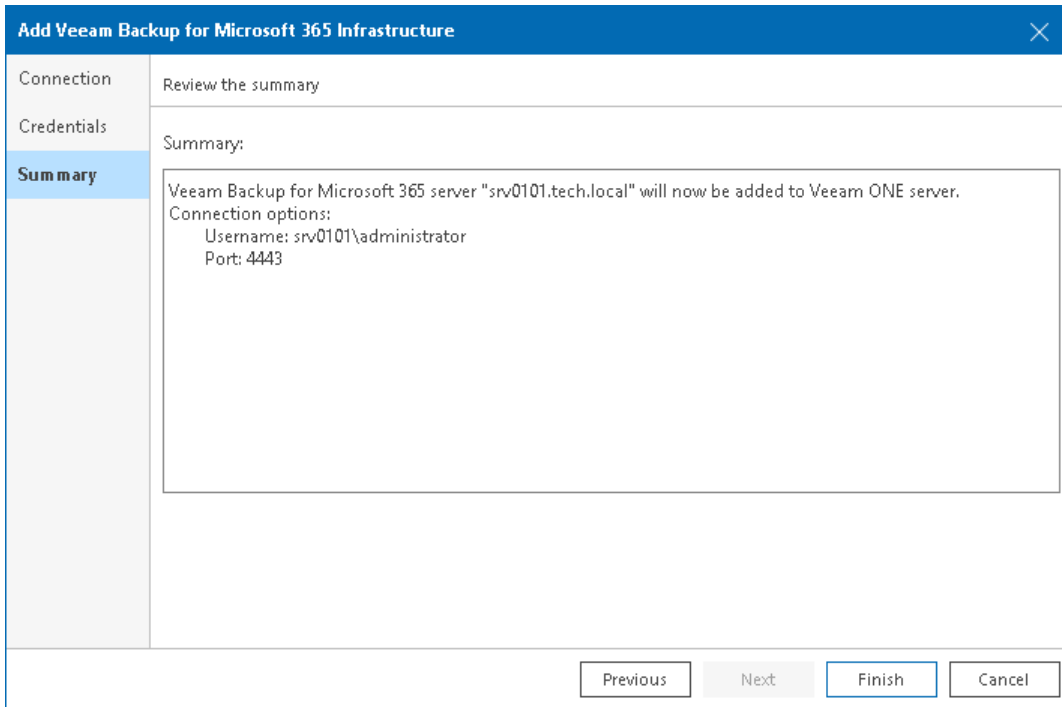 Add Veeam Backup for Microsoft 365 Infrastructure
Connection
Review the summary
Credentials
Summary:
Summary
Veeam Backup for Microsoft 365 server "srv0101.tech.local" will now be added to Veeam ONE server.
Connection options:
Username: srv0101\administrator
Port: 4443
Previous
Next
Finish
Cancel